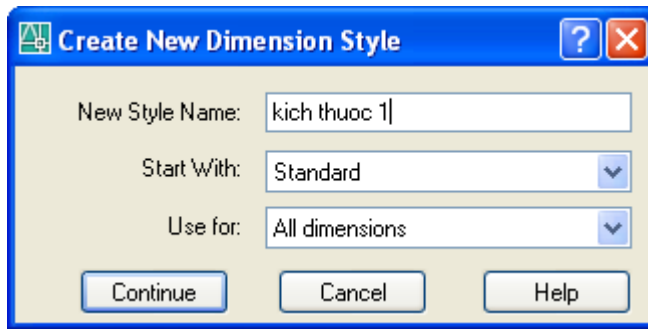 Create New Dimension Style
New Style Name: kich thuoc 1
Start With: Standard
Use for: All dimensions
Continue Cancel Help